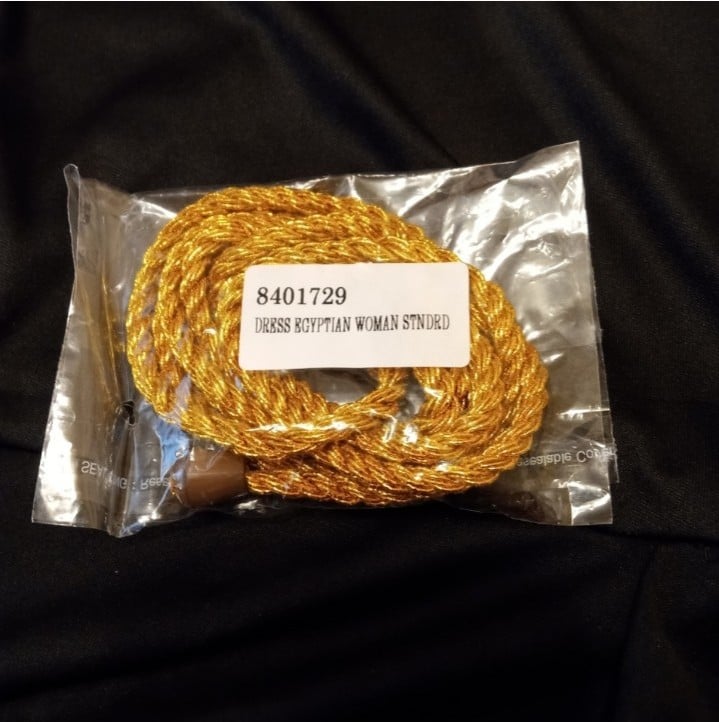 8401729
DRESS EGYPTIAN WOMAN STNDRD